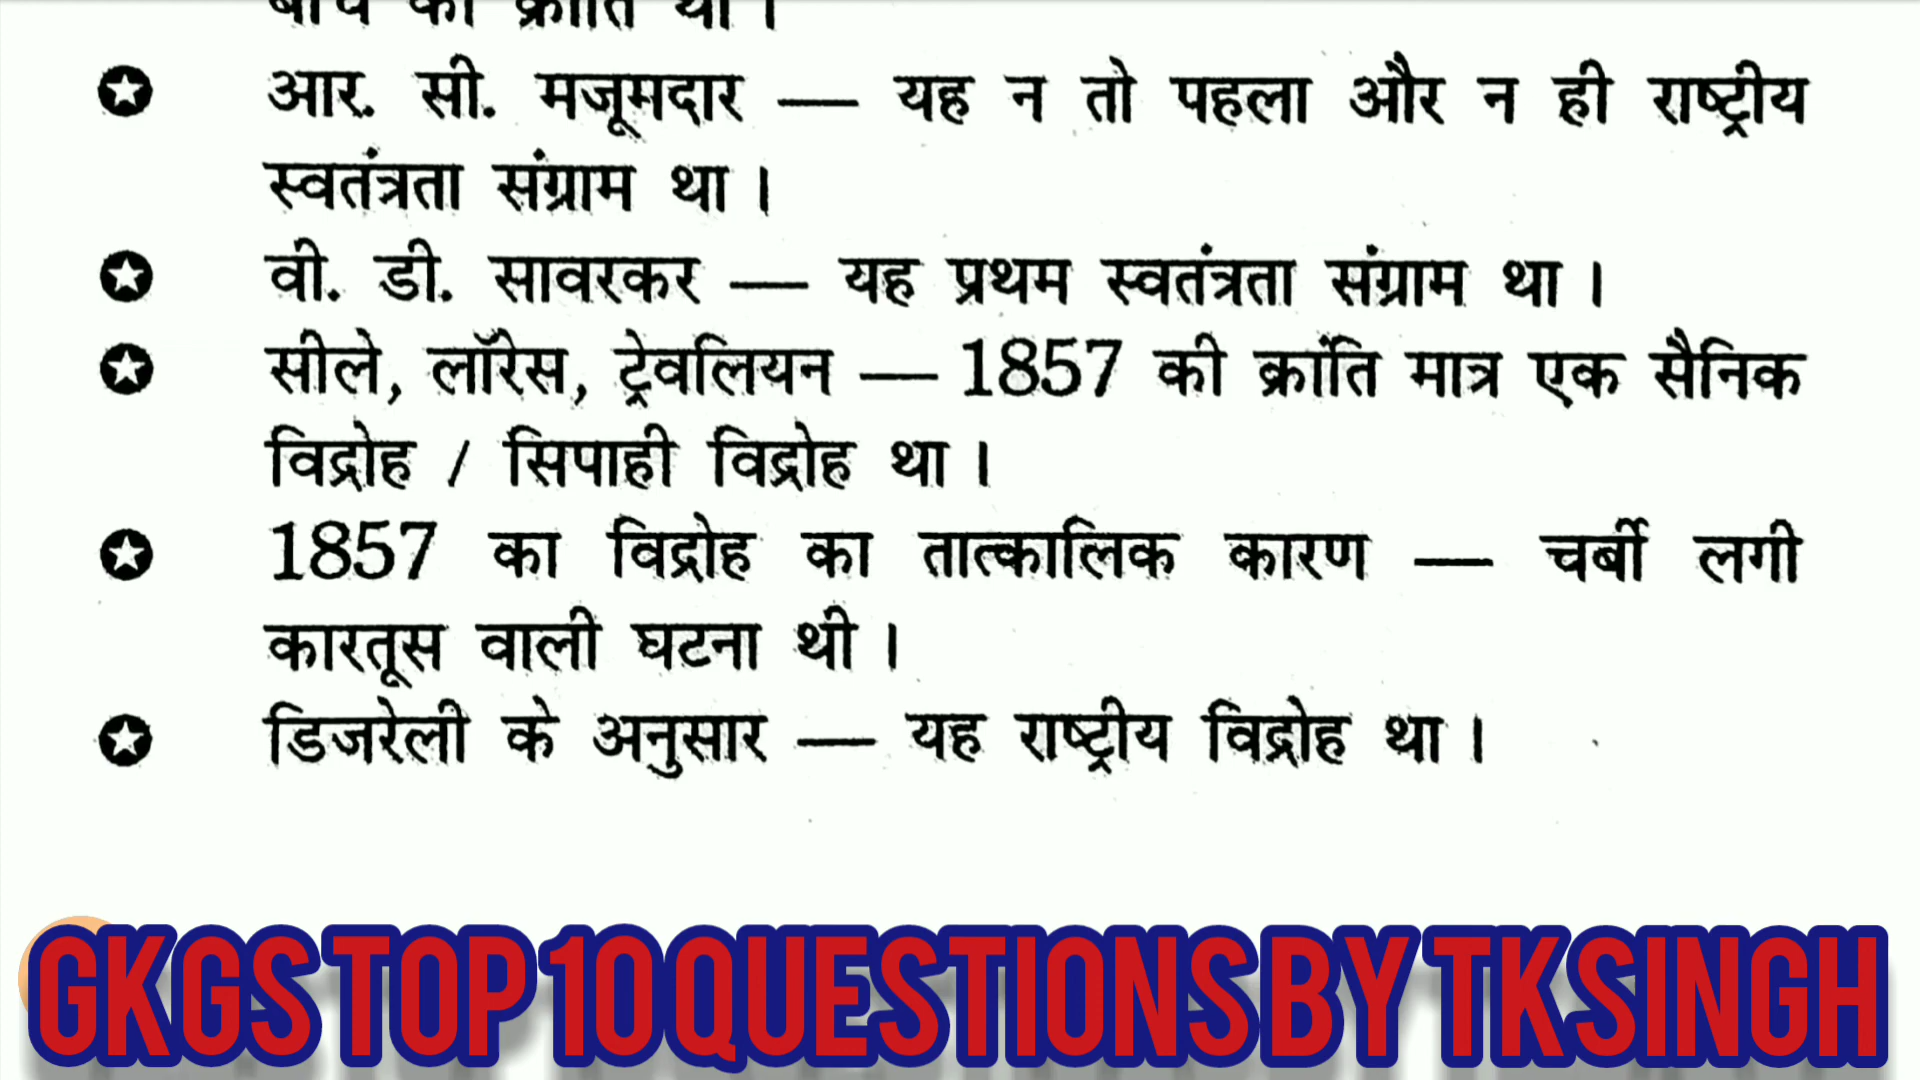 आर. सी. मजूमदार — यह न तो पहला और न ही राष्ट्रीय
स्वतंत्रता संग्राम था।
वी. डी. सावरकर — यह प्रथम स्वतंत्रता संग्राम था।
सीले, लॉरेस, ट्रेवलियन — 1857 की क्रांति मात्र एक सैनिक
विद्रोह / सिपाही विद्रोह था।
1857 का विद्रोह का तात्कालिक कारण — चर्बी लगी
कारतूस वाली घटना थी।
डिजरेली के अनुसार — यह राष्ट्रीय विद्रोह था।
GKGS TOP 10 QUESTIONS BY TK SINGH